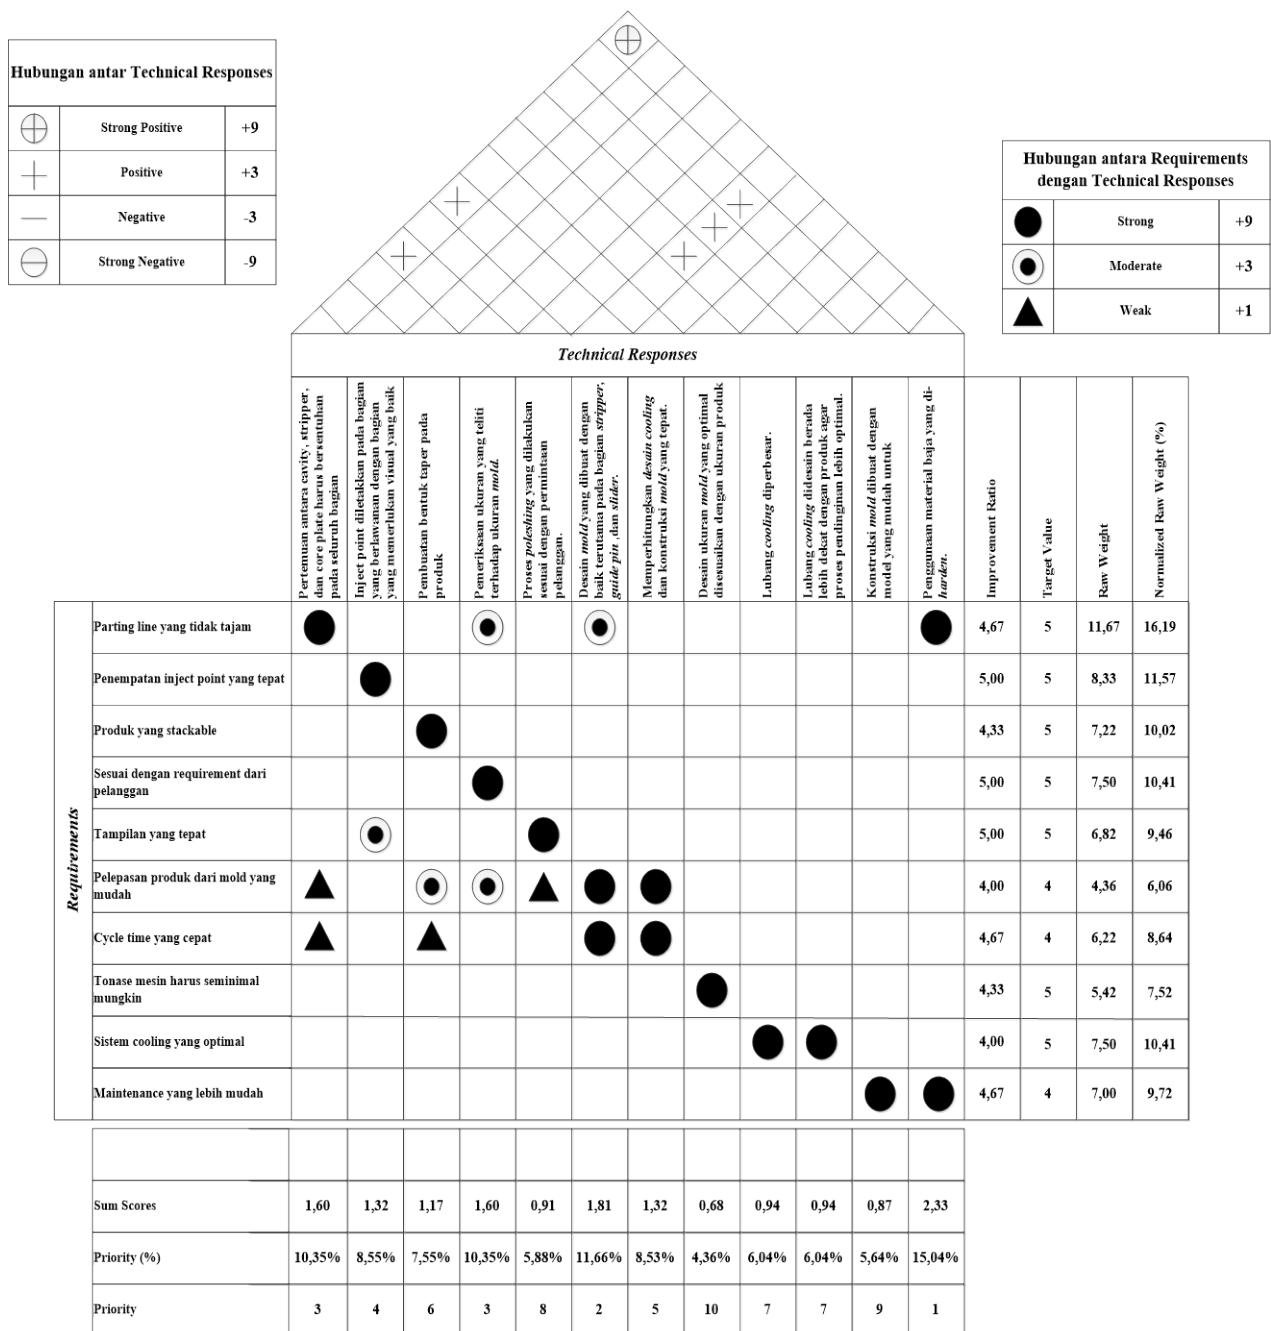 Hubungan antar Technical Responses
Strong Positive +9
Positive +3
Negative -3
Strong Negative -9
Hubungan antara Requirements
dengan Technical Responses
Strong +9
Moderate +3
Weak +1
Technical Responses
Pertemuan antara cavity, stripper,
dan core plate harus bersentuhan
pada seluruh bagian
Inject point diletakkan pada bagian
yang berlawanan dengan bagian
yang memerlukan visual yang baik
Pembuatan bentuk taper pada
produk
Pemeriksaan ukuran yang teliti
terhadap ukuran mold.
Proses poleshing yang dilakukan
sesuai dengan permintaan
pelanggan.
Desain mold yang dibuat dengan
baik terutama pada bagian stripper,
guide pin ,dan slider.
Memperhitungkan desain cooling
dan konstruksi mold yang tepat.
Desain ukuran mold yang optimal
disesuaikan dengan ukuran produk
Lubang cooling diperbesar.
Lubang cooling didesain berada
lebih dekat dengan produk agar
proses pendinginan lebih optimal.
Konstruksi mold dibuat dengan
model yang mudah untuk
Penggunaan material baja yang di-
harden.
Improvement Ratio
Target Value
Raw Weight
Normalized Raw Weight (%)
Requirements
Parting line yang tidak tajam 4,67 5 11,67 16,19
Penempatan inject point yang tepat 5,00 5 8,33 11,57
Produk yang stackable 4,33 5 7,22 10,02
Sesuai dengan requirement dari
pelanggan 5,00 5 7,50 10,41
Tampilan yang tepat 5,00 5 6,82 9,46
Pelepasan produk dari mold yang
mudah 4,00 4 4,36 6,06
Cycle time yang cepat 4,67 4 6,22 8,64
Tonase mesin harus seminimal
mungkin 4,33 5 5,42 7,52
Sistem cooling yang optimal 4,00 5 7,50 10,41
Maintenance yang lebih mudah 4,67 4 7,00 9,72
Sum Scores 1,60 1,32 1,17 1,60 0,91 1,81 1,32 0,68 0,94 0,94 0,87 2,33
Priority (%) 10,35% 8,55% 7,55% 10,35% 5,88% 11,66% 8,53% 4,36% 6,04% 6,04% 5,64% 15,04%
Priority 3 4 6 3 8 2 5 10 7 7 9 1